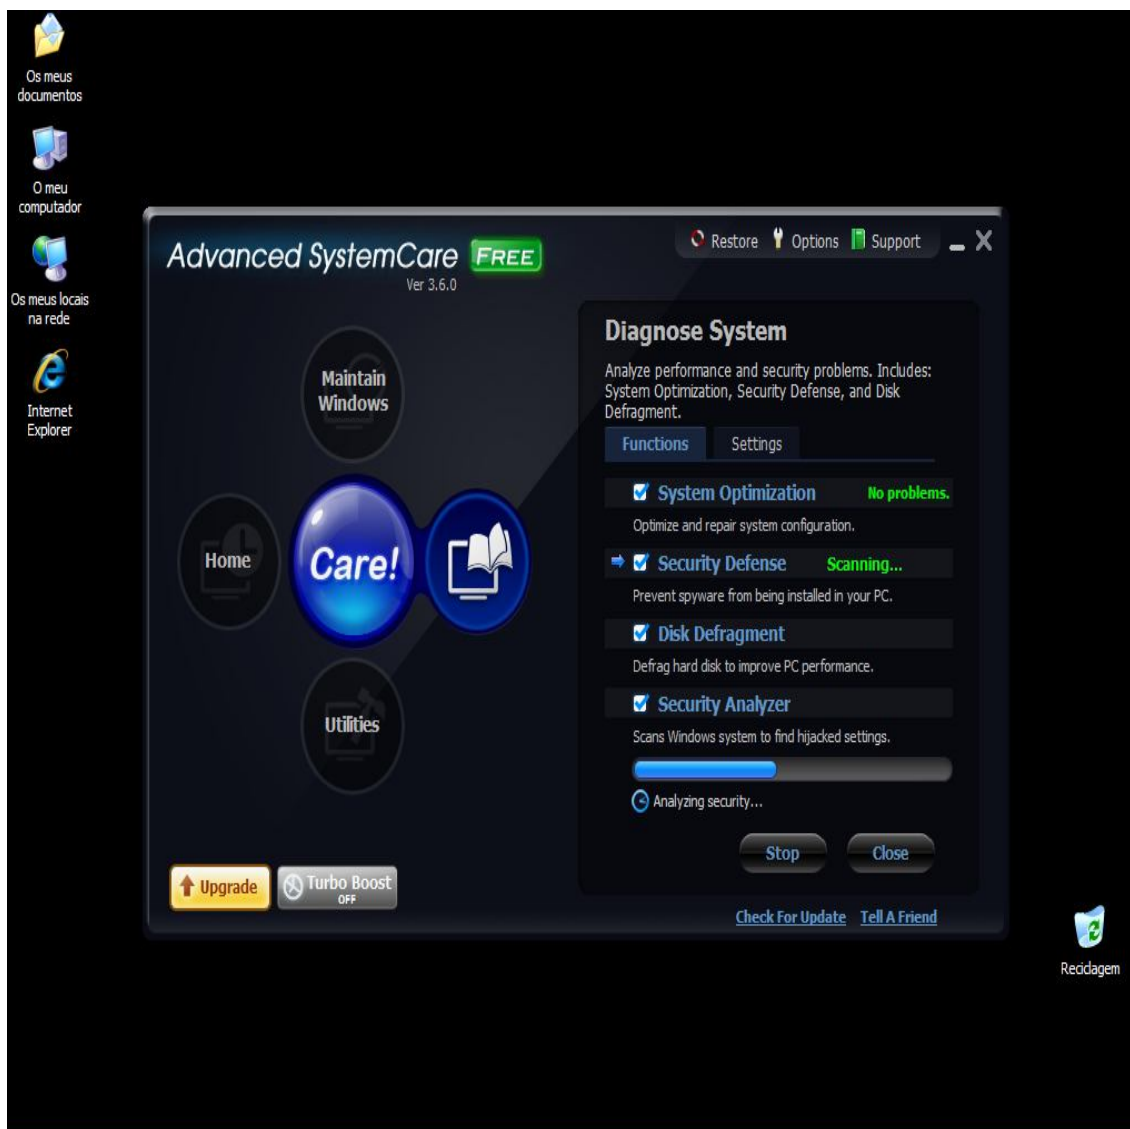 Os meus
documentos
O meu
computador
Os meus locais
na rede
Internet
Explorer
Advanced SystemCare FREE
Ver 3.6.0
Restore Options Support
Maintain
Windows
Home
Care!
Utilities
Upgrade
Turbo Boost
OFF
Diagnose System
Analyze performance and security problems. Includes:
System Optimization, Security Defense, and Disk
Defragment.
Functions Settings
System Optimization No problems.
Optimize and repair system configuration.
Security Defense Scanning...
Prevent spyware from being installed in your PC.
Disk Defragment
Defrag hard disk to improve PC performance.
Security Analyzer
Scans Windows system to find hijacked settings.
Analyzing security...
Stop Close
Check For Update Tell A Friend
Reciclagem